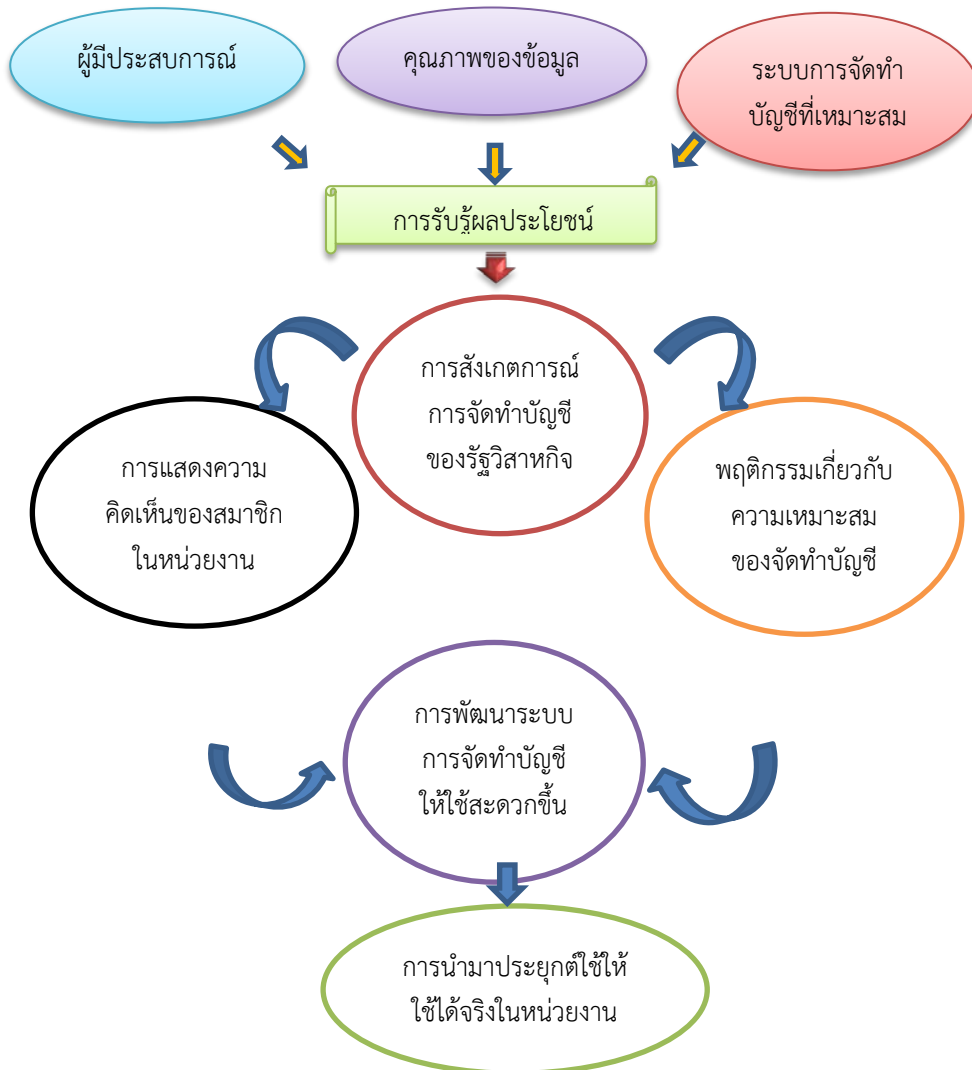 ผู้มีประสบการณ์
คุณภาพของข้อมูล
ระบบการจัดทำ
บัญชีที่เหมาะสม
การรับรู้ผลประโยชน์
การสังเกตการณ์
การจัดทำบัญชี
ของรัฐวิสาหกิจ
การแสดงความ
คิดเห็นของสมาชิก
ในหน่วยงาน
พฤติกรรมเกี่ยวกับ
ความเหมาะสม
ของจัดทำบัญชี
การพัฒนาระบบ
การจัดทำบัญชี
ให้ใช้สะดวกขึ้น
การนำมาประยุกต์ใช้ให้
ใช้ได้จริงในหน่วยงาน